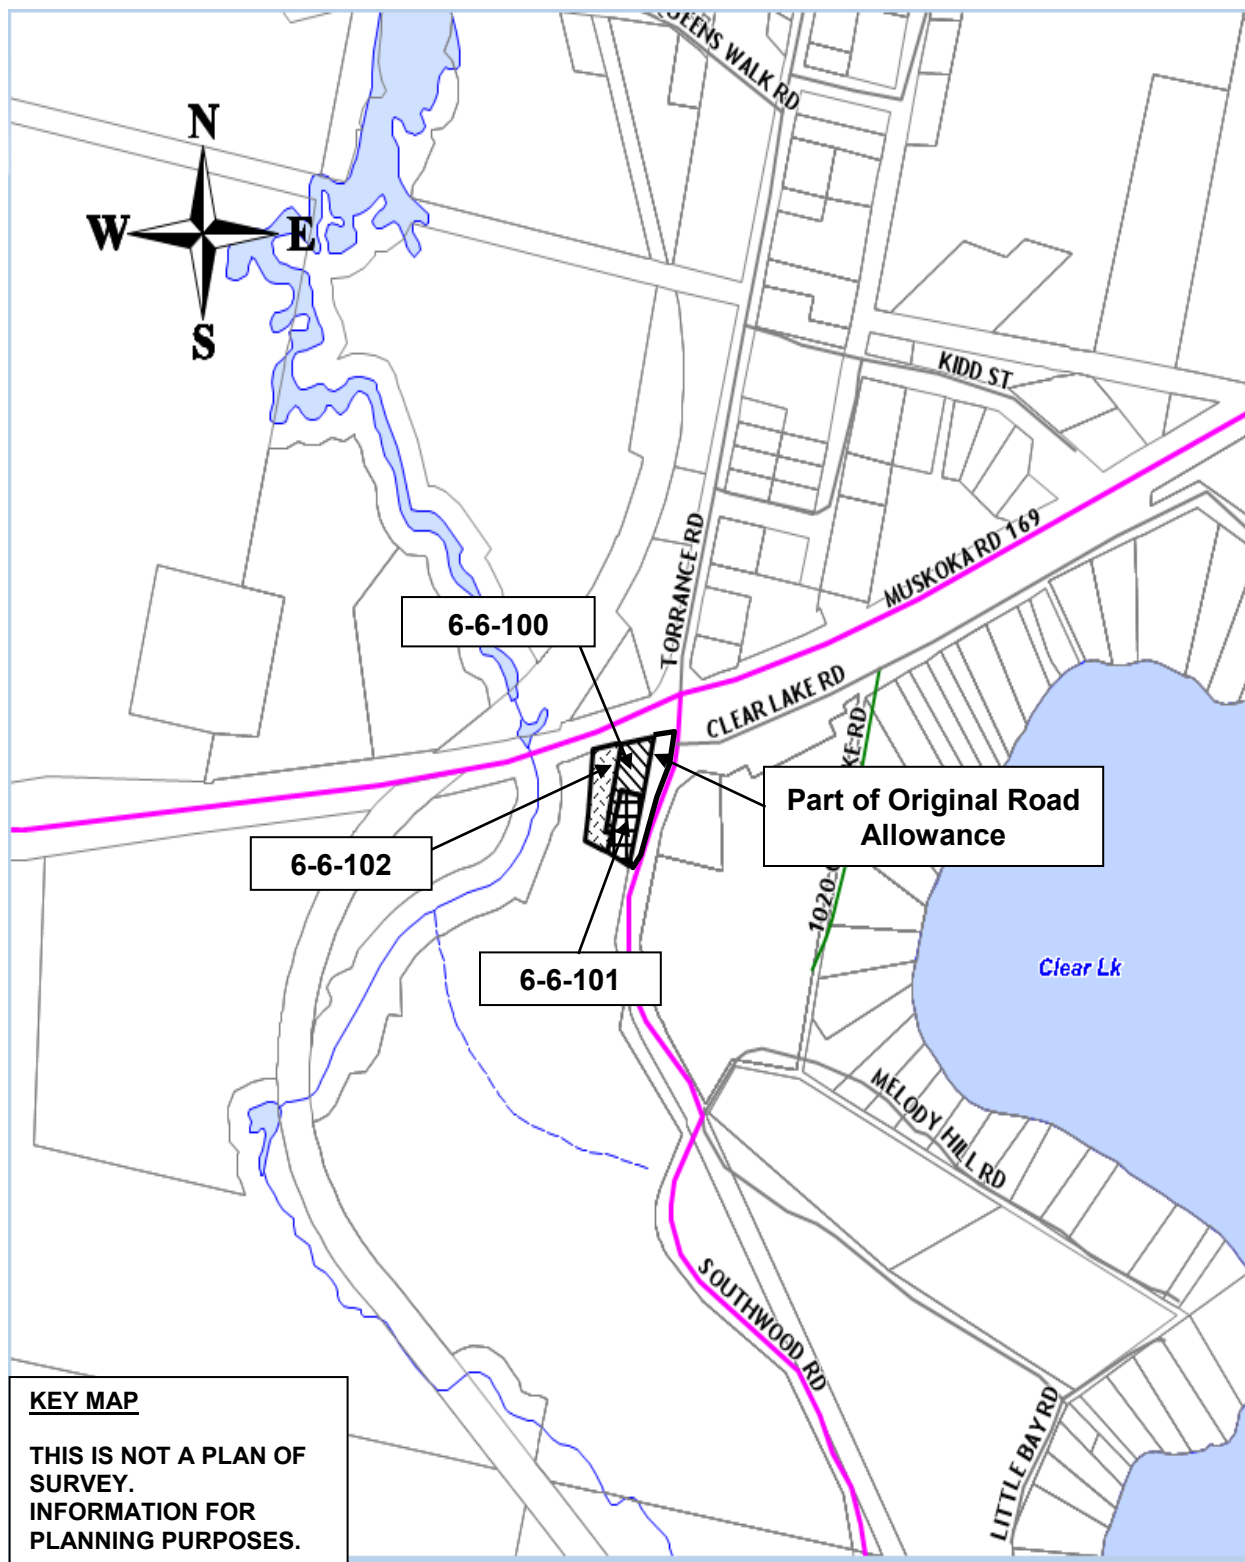 QUEENS WALK RD
N
W
E
S
KIDD ST
MUSKOKA RD 169
TORRANCE RD
6-6-100
CLEAR LAKE RD
Part of Original Road
Allowance
6-6-102
6-6-101
Clear Lk
MELODY HILL RD
SOUTHWOOD RD
LITTLE BAY RD
KEY MAP
THIS IS NOT A PLAN OF
SURVEY.
INFORMATION FOR
PLANNING PURPOSES.